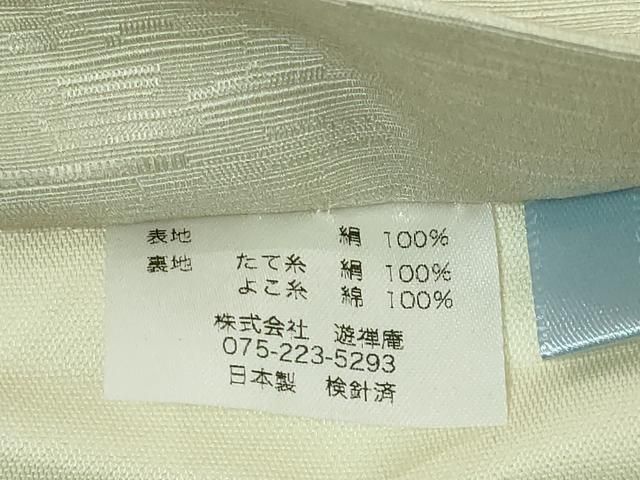 表地 絹 100%
裏地 たて糸 絹 100%
よこ糸 綿 100%
株式会社 遊禅庵
075-223-5293
日本製 検針済